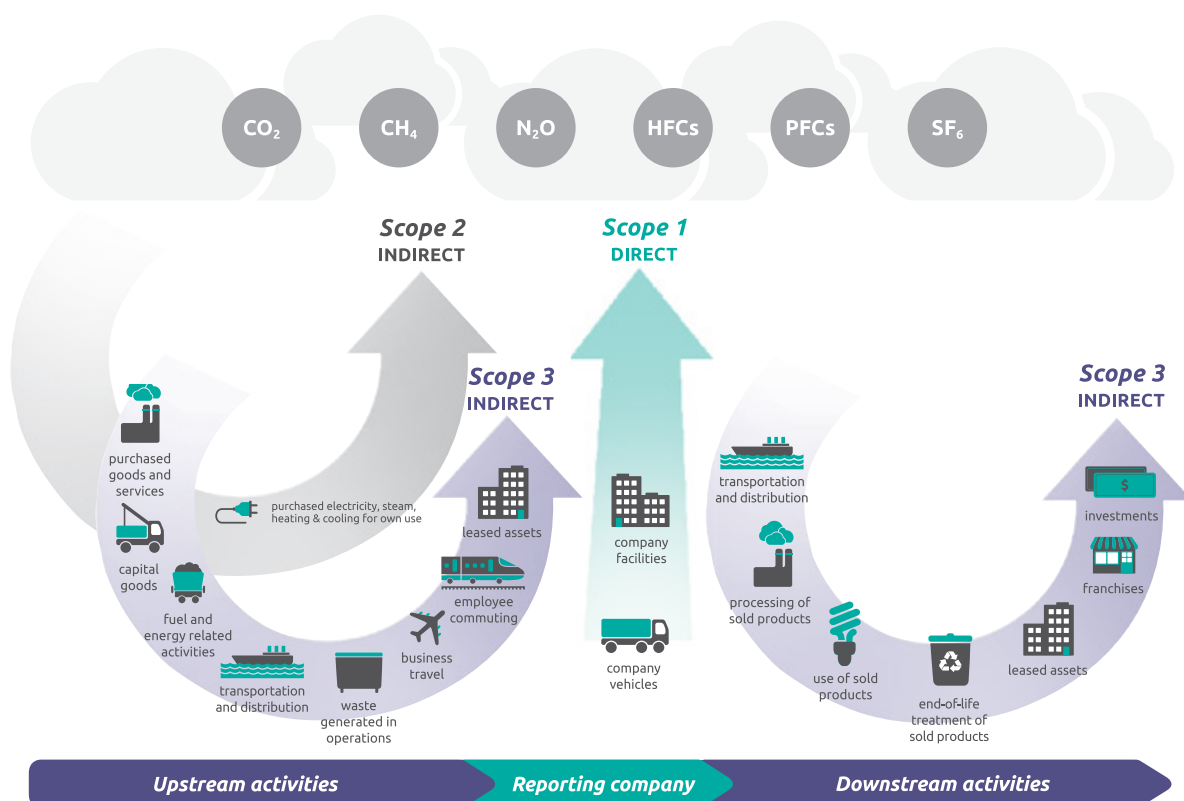 CO₂
CH₄
N₂O
HFCs
PFCs
SF₆
Scope 2
INDIRECT
Scope 1
DIRECT
Scope 3
INDIRECT
Scope 3
INDIRECT
purchased
goods and
services
capital
goods
fuel and
energy related
activities
transportation
and distribution
waste
generated in
operations
business
travel
employee
commuting
leased assets
purchased electricity, steam,
heating & cooling for own use
company
facilities
company
vehicles
transportation
and distribution
processing of
sold products
use of sold
products
end-of-life
treatment of
sold products
leased assets
franchises
investments
$
Upstream activities
Reporting company
Downstream activities